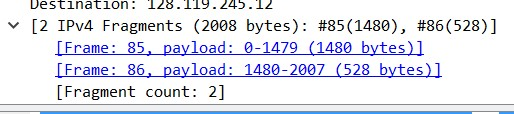 Destination: 128.119.245.12
[2 IPv4 Fragments (2008 bytes): #85(1480), #86(528)]
[Frame: 85, payload: 0-1479 (1480 bytes)]
[Frame: 86, payload: 1480-2007 (528 bytes)]
[Fragment count: 2]